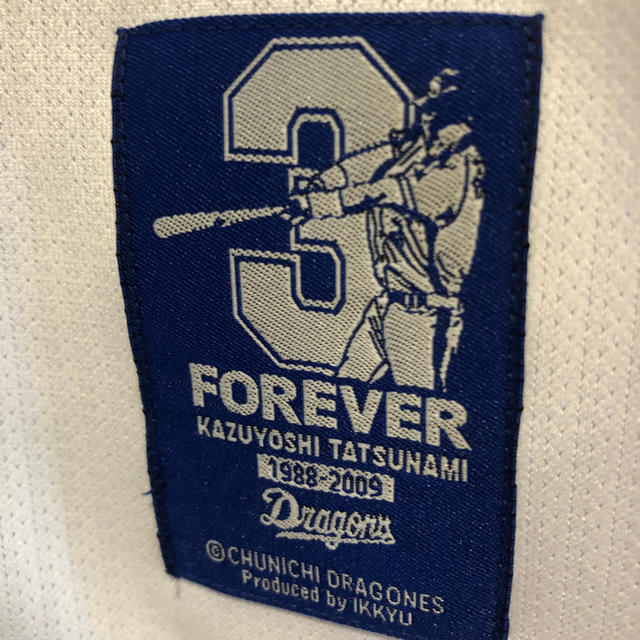 3
FOREVER
KAZUYOSHI TATSUNAMI
1988-2009
Dragons
©CHUNICHI DRAGONES
Produced by IKKYU